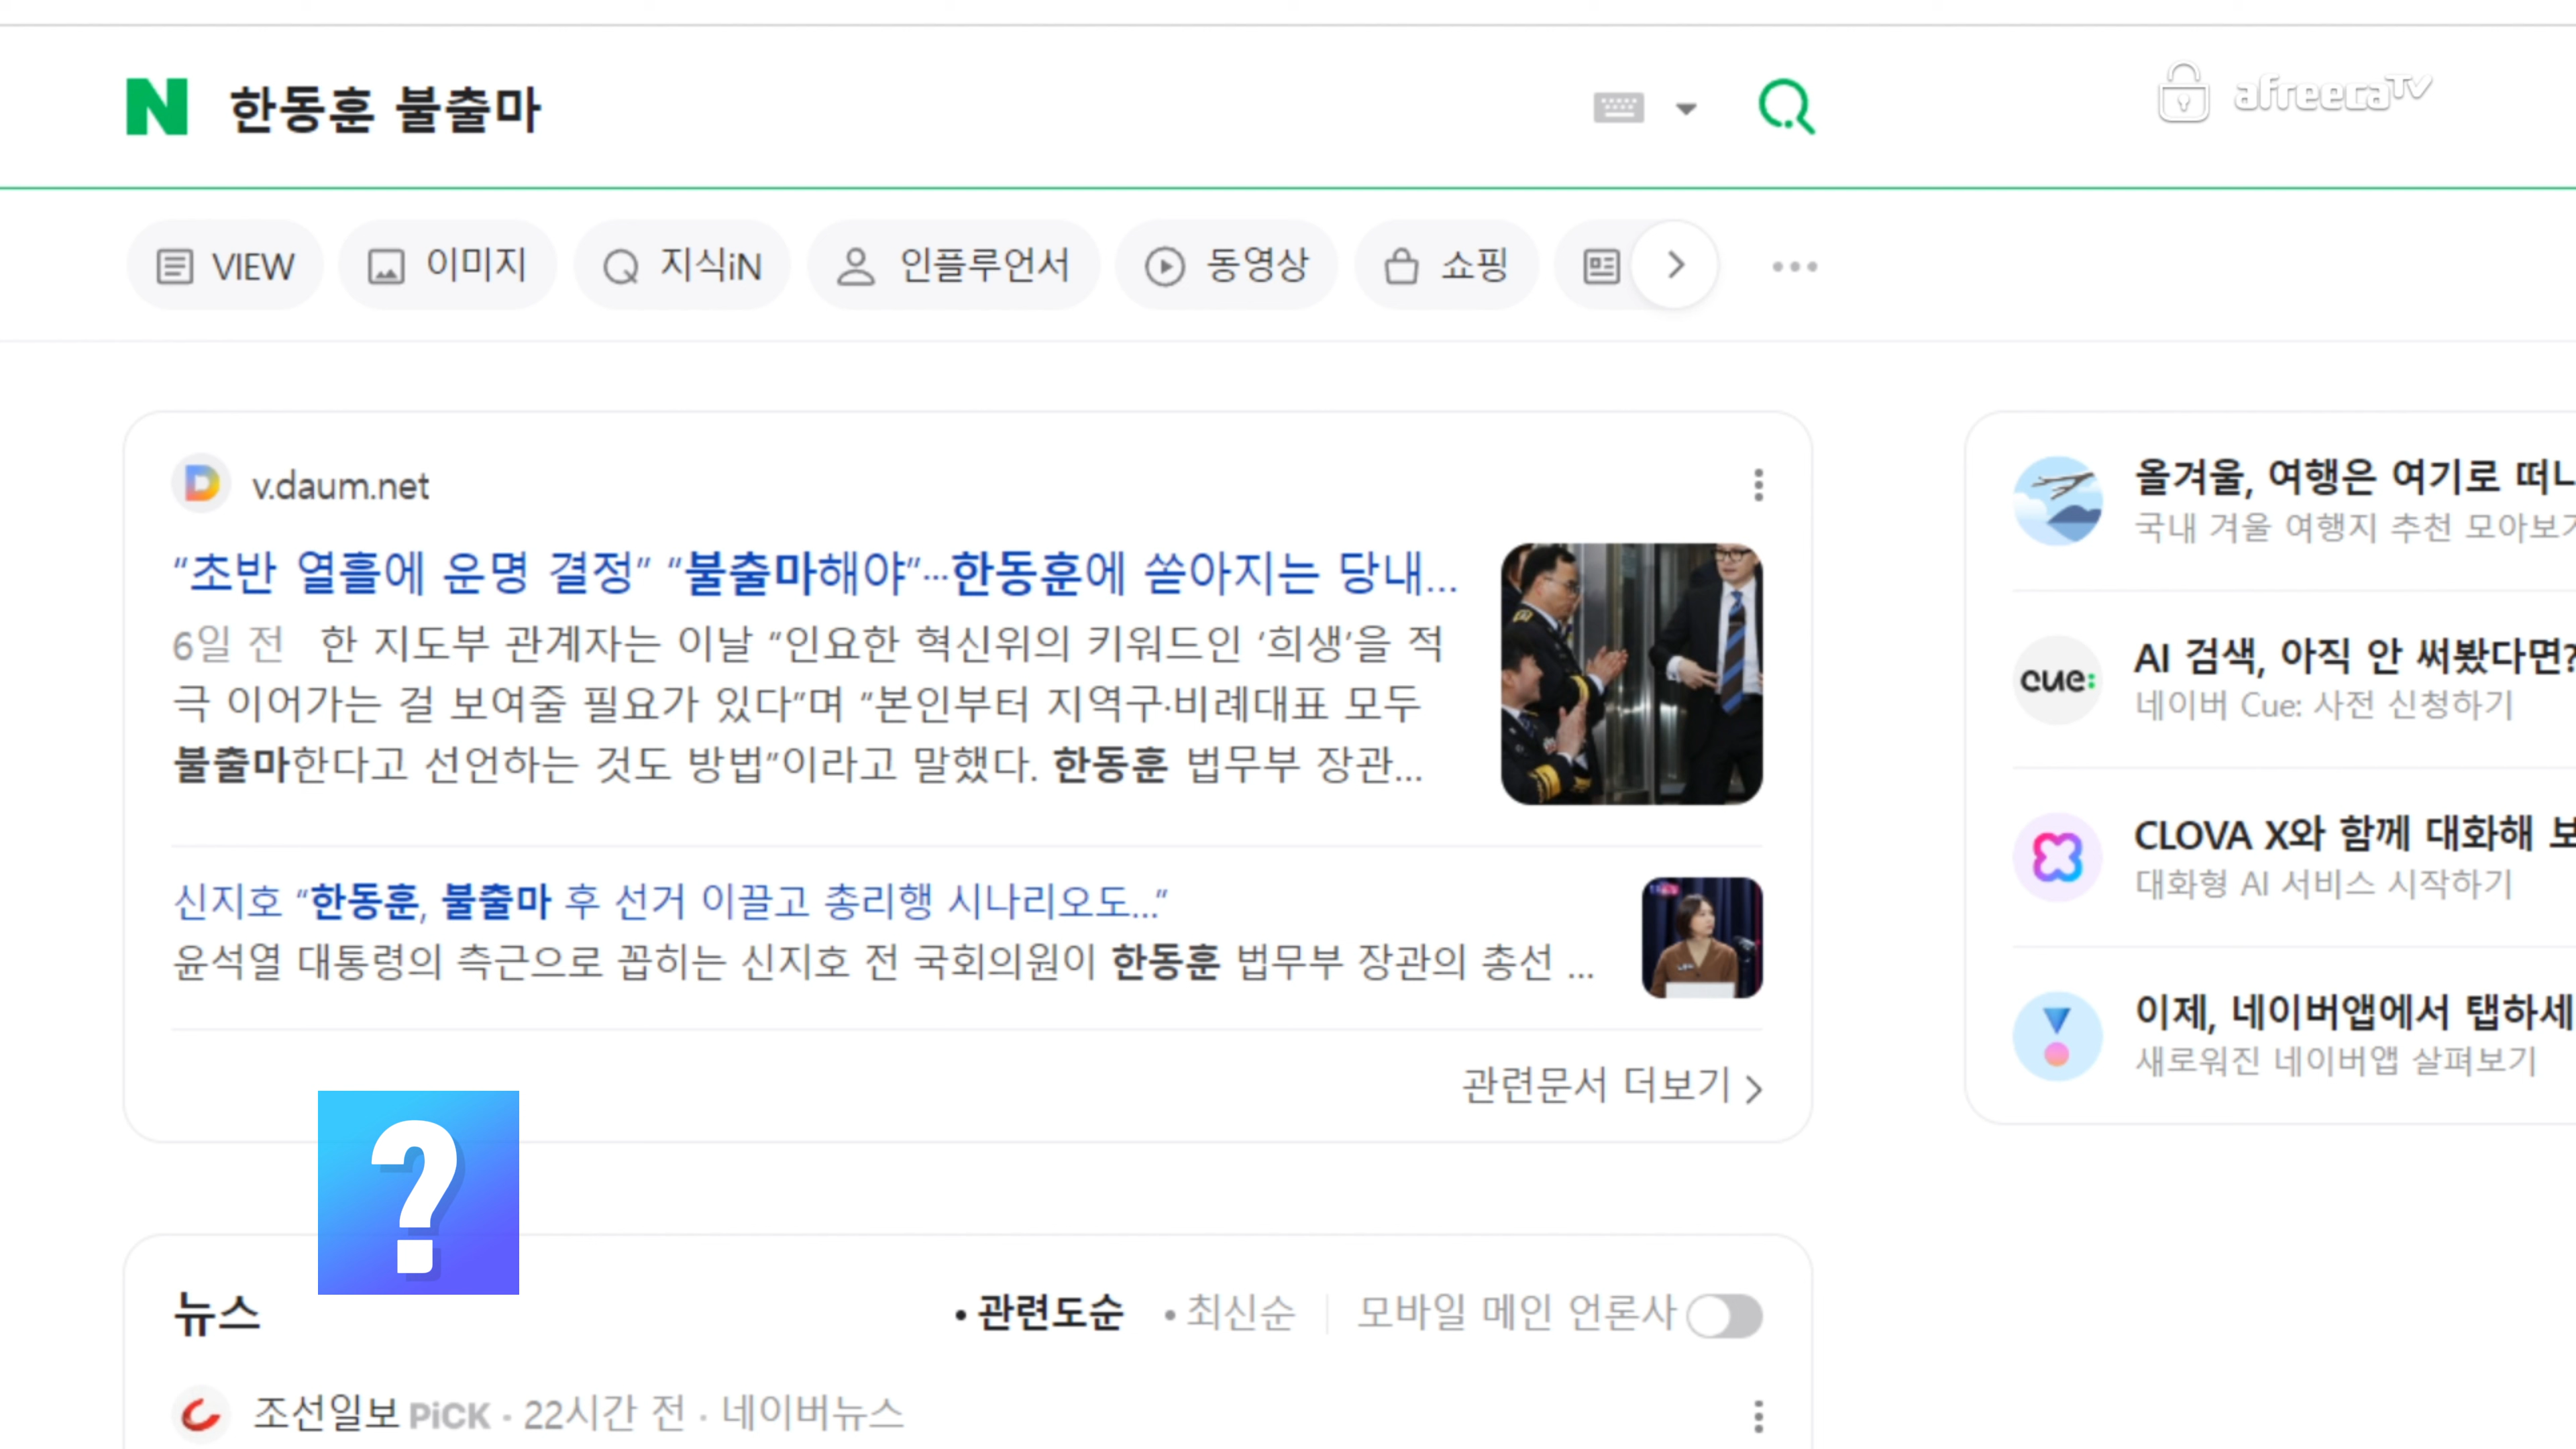 N 한동훈 불출마
afreecaTV
VIEW 이미지 지식iN 인플루언서 동영상 쇼핑
v.daum.net
“초반 열흘에 운명 결정” “불출마해야”…한동훈에 쏟아지는 당내...
6일 전 한 지도부 관계자는 이날 “인요한 혁신위의 키워드인 ‘희생’을 적
극 이어가는 걸 보여줄 필요가 있다”며 “본인부터 지역구·비례대표 모두
불출마한다고 선언하는 것도 방법”이라고 말했다. 한동훈 법무부 장관...
신지호 “한동훈, 불출마 후 선거 이끌고 총리행 시나리오도...”
윤석열 대통령의 측근으로 꼽히는 신지호 전 국회의원이 한동훈 법무부 장관의 총선 ...
관련문서 더보기 >
?
뉴스
• 관련도순 • 최신순 모바일 메인 언론사
조선일보 PiCK · 22시간 전 · 네이버뉴스
올겨울, 여행은 여기로 떠나
국내 겨울 여행지 추천 모아보기
cue:
AI 검색, 아직 안 써봤다면?
네이버 Cue: 사전 신청하기
CLOVA X와 함께 대화해 보
대화형 AI 서비스 시작하기
이제, 네이버앱에서 탭하세
새로워진 네이버앱 살펴보기